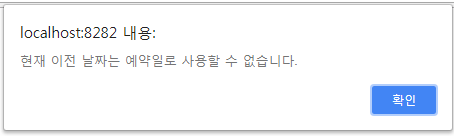 localhost:8282 내용:
현재 이전 날짜는 예약일로 사용할 수 없습니다.
확인